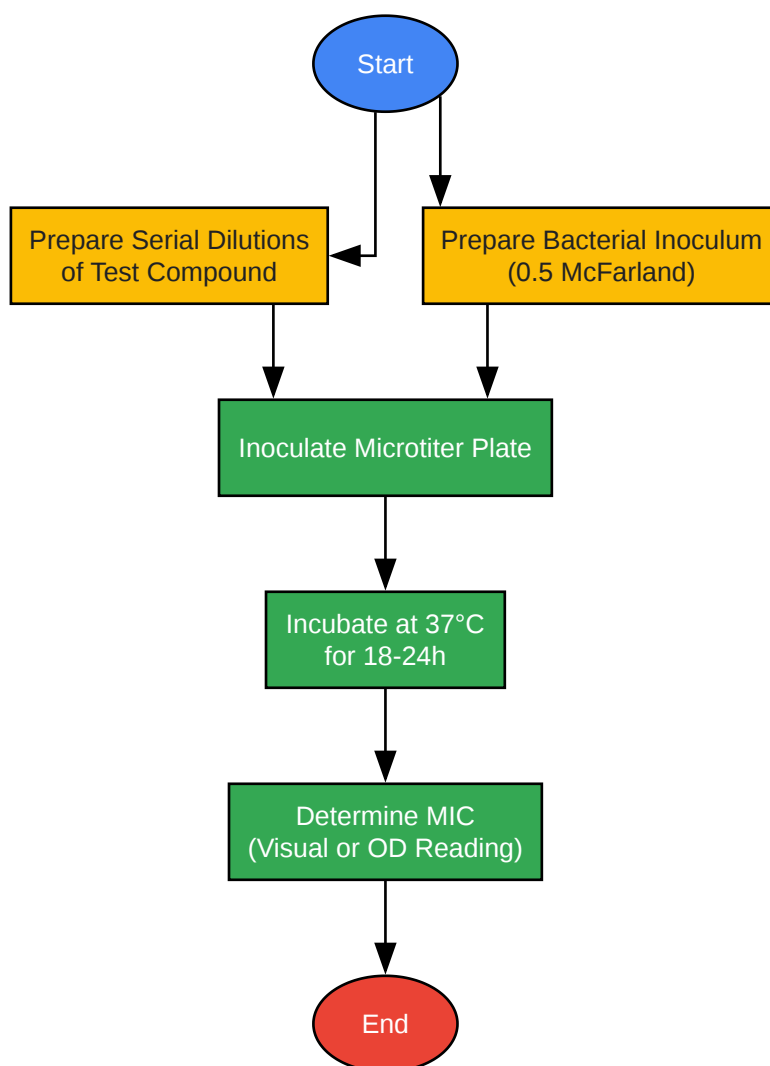 Start
Prepare Serial Dilutions
of Test Compound
Prepare Bacterial Inoculum
(0.5 McFarland)
Inoculate Microtiter Plate
Incubate at 37°C
for 18-24h
Determine MIC
(Visual or OD Reading)
End